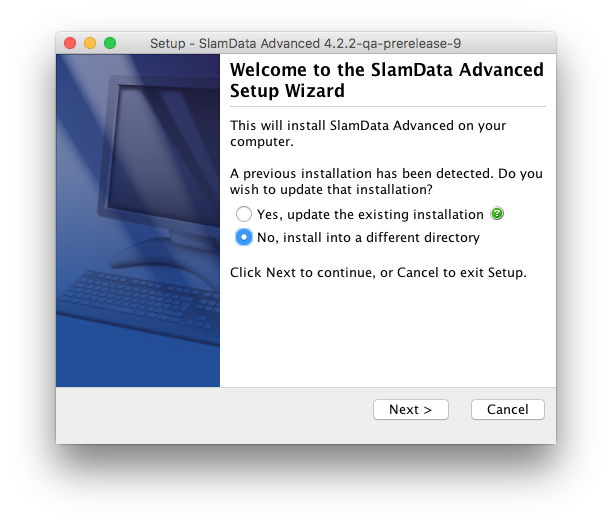 Setup - SlamData Advanced 4.2.2-qa-prerelease-9
Welcome to the SlamData Advanced
Setup Wizard
This will install SlamData Advanced on your
computer.
A previous installation has been detected. Do you
wish to update that installation?
Yes, update the existing installation ?
No, install into a different directory
Click Next to continue, or Cancel to exit Setup.
Next > Cancel